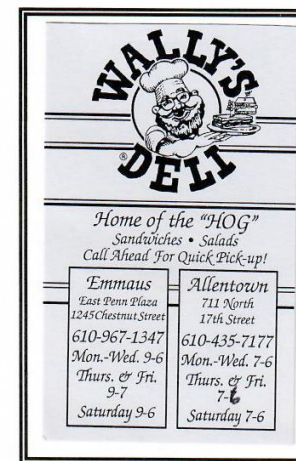 WALLY'S
® DELI
Home of the "HOG"
Sandwiches • Salads
Call Ahead For Quick Pick-up!
Emmaus
East Penn Plaza
1245 Chestnut Street
610-967-1347
Mon.-Wed. 9-6
Thurs. & Fri.
9-7
Saturday 9-6
Allentown
711 North
17th Street
610-435-7177
Mon.-Wed. 7-6
Thurs. & Fri.
7-6
Saturday 7-6